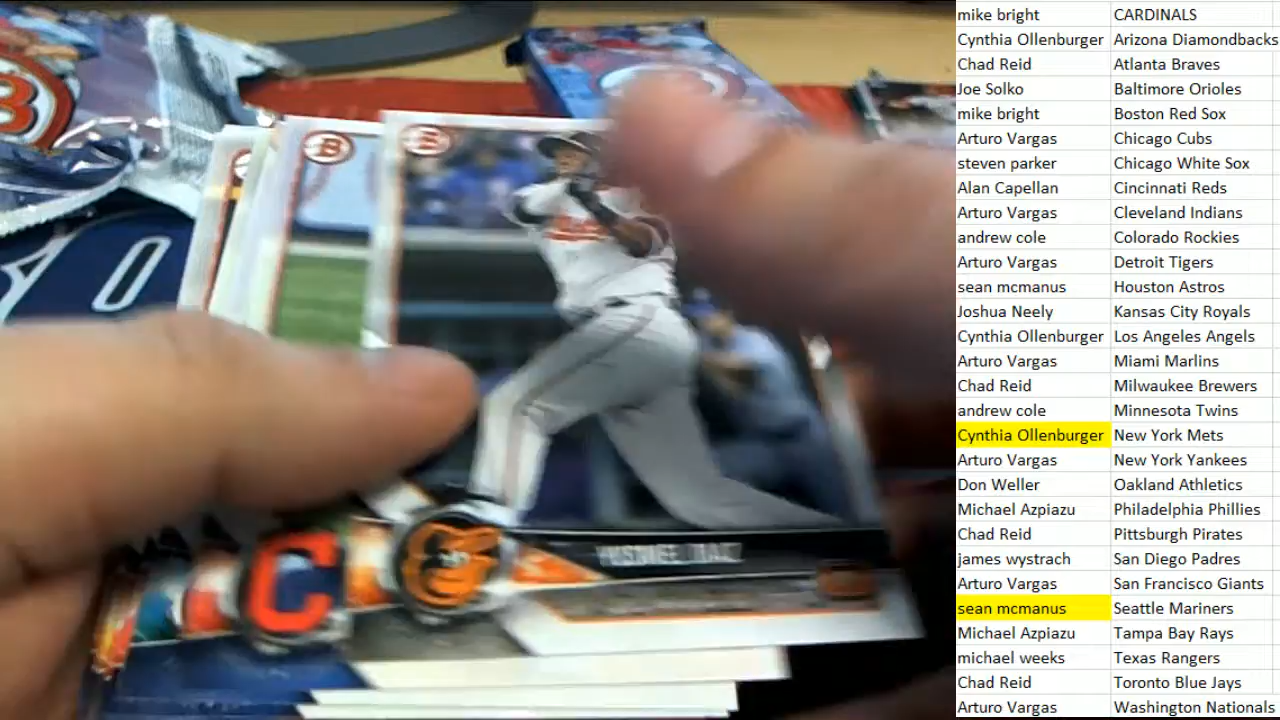 mike bright CARDINALS
Cynthia Ollenburger Arizona Diamondbacks
Chad Reid Atlanta Braves
Joe Solko Baltimore Orioles
mike bright Boston Red Sox
Arturo Vargas Chicago Cubs
steven parker Chicago White Sox
Alan Capellan Cincinnati Reds
Arturo Vargas Cleveland Indians
andrew cole Colorado Rockies
Arturo Vargas Detroit Tigers
sean mcmanus Houston Astros
Joshua Neely Kansas City Royals
Cynthia Ollenburger Los Angeles Angels
Arturo Vargas Miami Marlins
Chad Reid Milwaukee Brewers
andrew cole Minnesota Twins
Cynthia Ollenburger New York Mets
Arturo Vargas New York Yankees
Don Weller Oakland Athletics
Michael Azpiazu Philadelphia Phillies
Chad Reid Pittsburgh Pirates
james wystrach San Diego Padres
Arturo Vargas San Francisco Giants
sean mcmanus Seattle Mariners
Michael Azpiazu Tampa Bay Rays
michael weeks Texas Rangers
Chad Reid Toronto Blue Jays
Arturo Vargas Washington Nationals
B
B
B
C